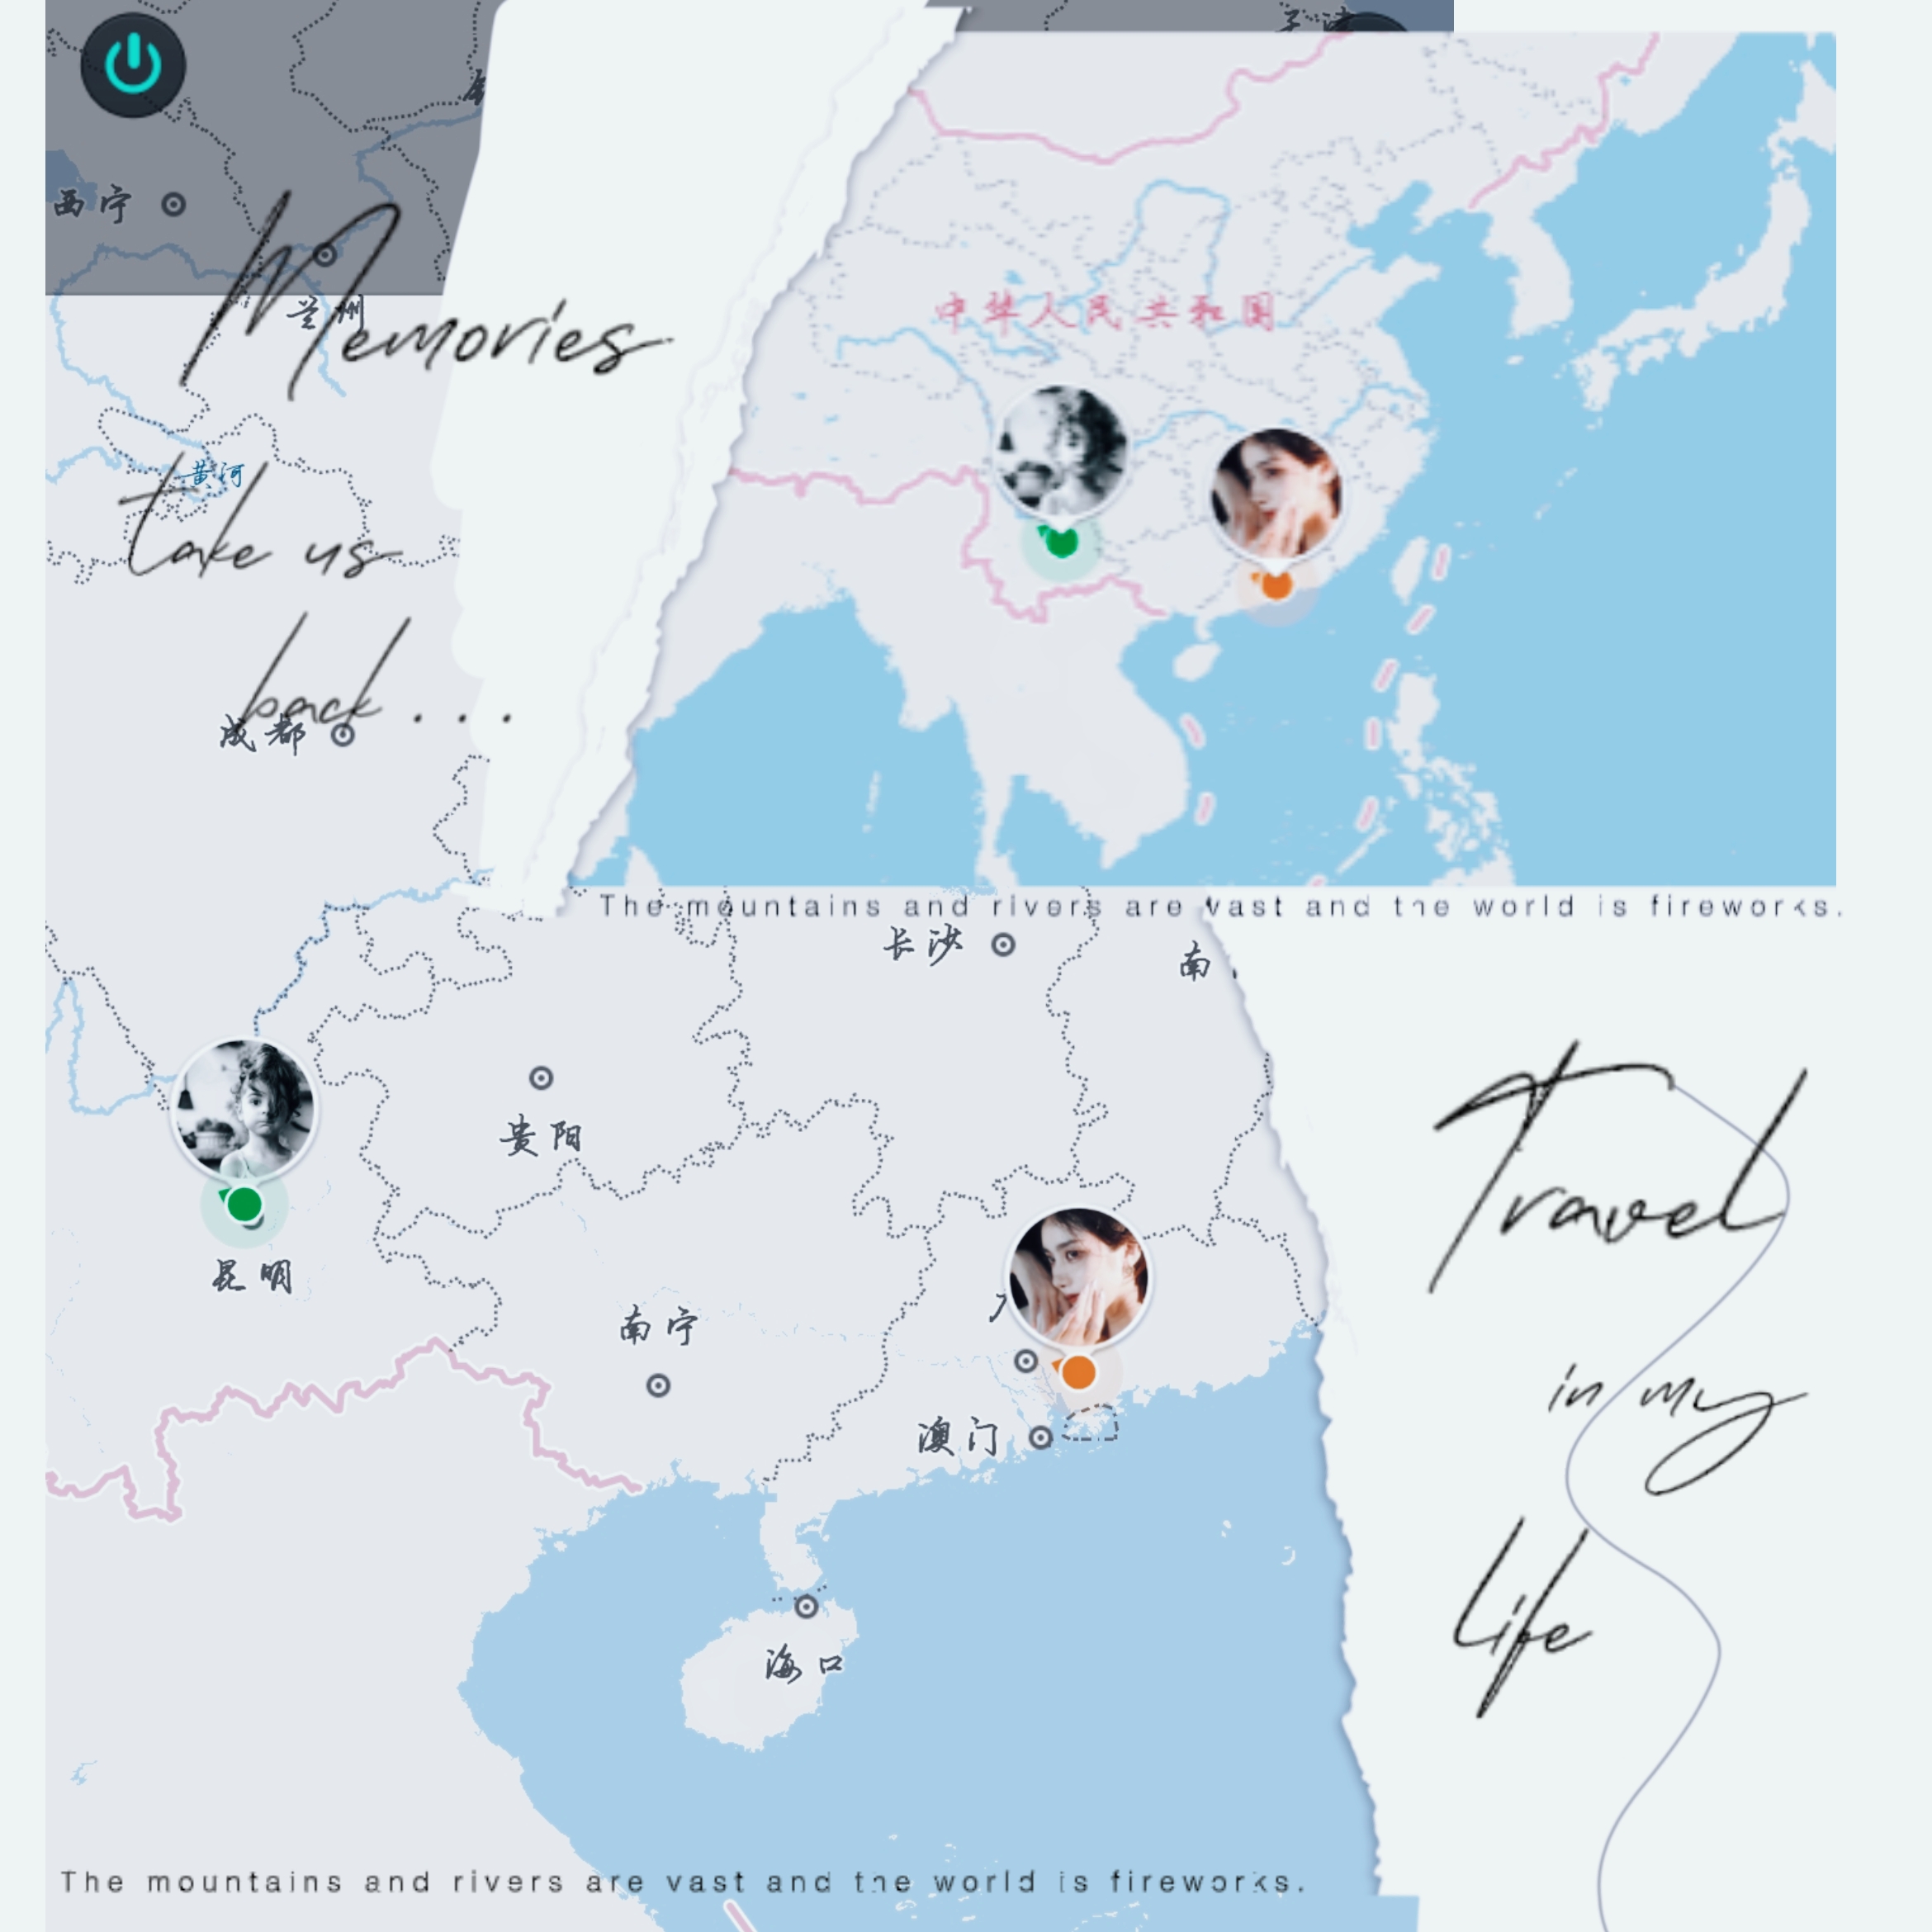 西宁
Memories
兰州
中华人民共和国
黄河
take us
back...
成都
The mountains and rivers are vast and the world is fireworks.
长沙
南
Travel
贵阳
昆明
南宁
in my
澳门
Life
海口
The mountains and rivers are vast and the world is fireworks.